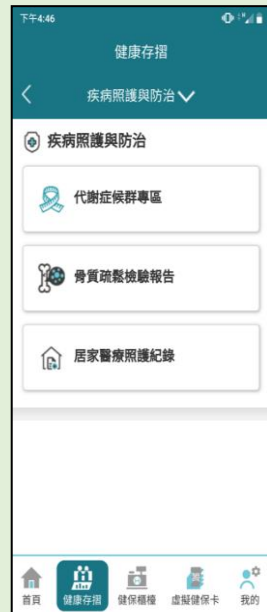 下午4:46
健康存摺
疾病照護與防治
疾病照護與防治
代謝症候群專區
骨質疏鬆檢驗報告
居家醫療照護紀錄
首頁 健康存摺 健保櫃檯 虛擬健保卡 我的